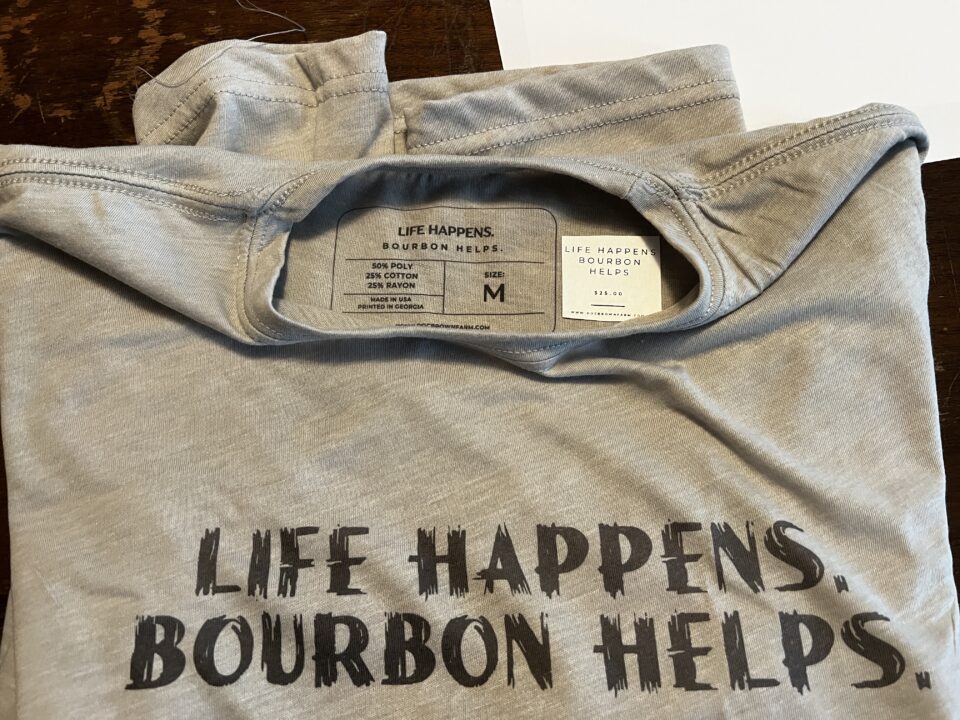 LIFE HAPPENS.
BOURBON HELPS.
50% POLY
25% COTTON
25% RAYON
MADE IN USA
PRINTED IN GEORGIA
SIZE:
M
LIFE HAPPENS
BOURBON
HELPS
$25.00
LIFE HAPPENS.
BOURBON HELPS.